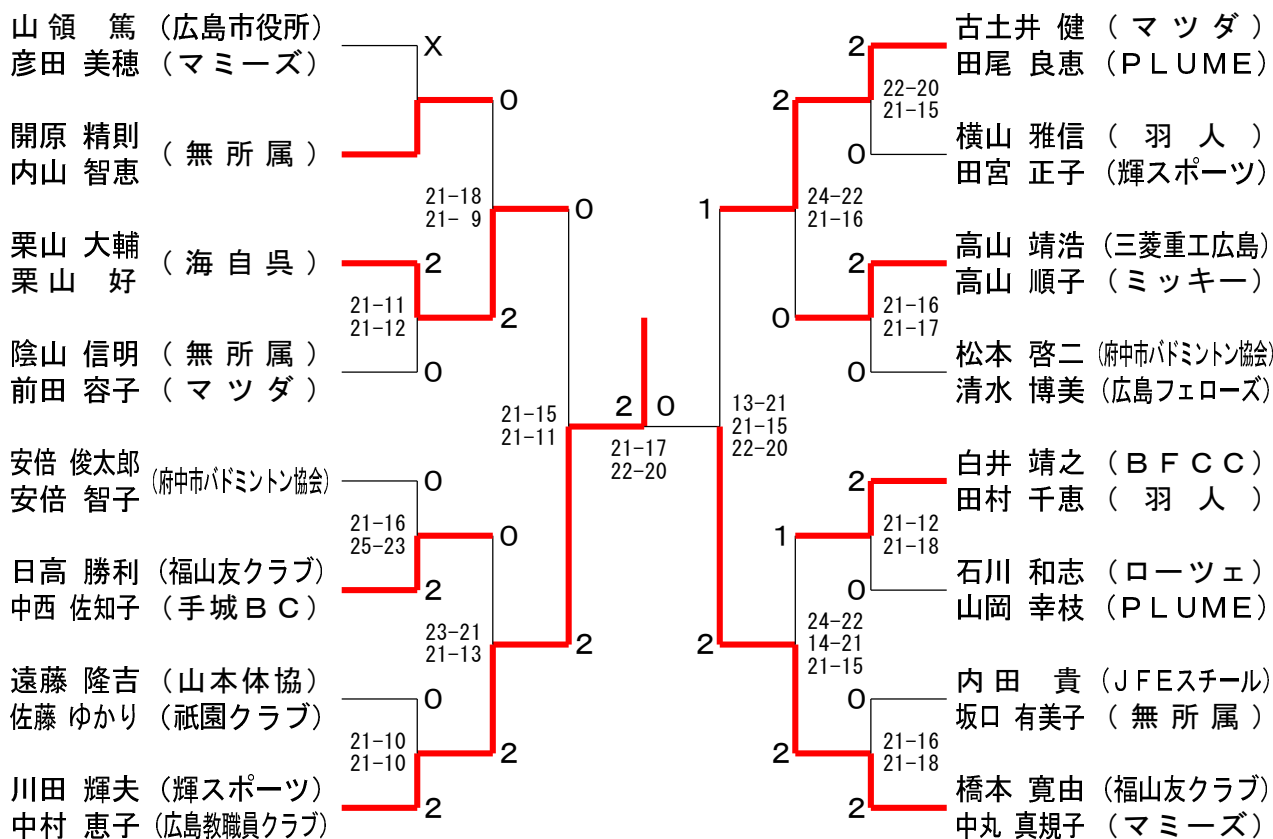 山領 篤 (広島市役所)
彦田 美穂 (マミーズ)
X
0
開原 精則
内山 智恵
(無所属)
21-18
21- 9
0
栗山 大輔
栗山 好
(海自呉)
2
21-11
21-12
2
陰山 信明 (無所属)
前田 容子 (マツダ)
0
21-15
21-11
安倍 俊太郎
安倍 智子
(府中市バドミントン協会)
0
21-16
25-23
0
日高 勝利 (福山友クラブ)
中西 佐知子 (手城BC)
2
23-21
21-13
2
遠藤 隆吉 (山本体協)
佐藤 ゆかり (祇園クラブ)
0
21-10
21-10
2
川田 輝夫 (輝スポーツ)
中村 恵子 (広島教職員クラブ)
2
2 0
21-17
22-20
古土井 健 (マツダ)
田尾 良恵 (PLUME)
2
22-20
21-15
2
横山 雅信 (羽人)
田宮 正子 (輝スポーツ)
0
24-22
21-16
1
高山 靖浩 (三菱重工広島)
高山 順子 (ミッキー)
2
21-16
21-17
0
松本 啓二 (府中市バドミントン協会)
清水 博美 (広島フェローズ)
0
13-21
21-15
22-20
白井 靖之 (BFCC)
田村 千恵 (羽人)
2
21-12
21-18
1
石川 和志 (ローツェ)
山岡 幸枝 (PLUME)
0
24-22
14-21
21-15
2
内田 貴 (JFEスチール)
坂口 有美子 (無所属)
0
21-16
21-18
2
橋本 寛由 (福山友クラブ)
中丸 真規子 (マミーズ)
2